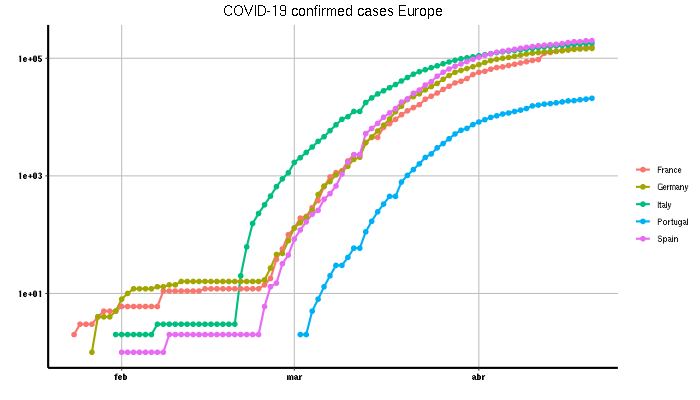 COVID-19 confirmed cases Europe
1e+05
1e+03
1e+01
feb mar abr
France
Germany
Italy
Portugal
Spain